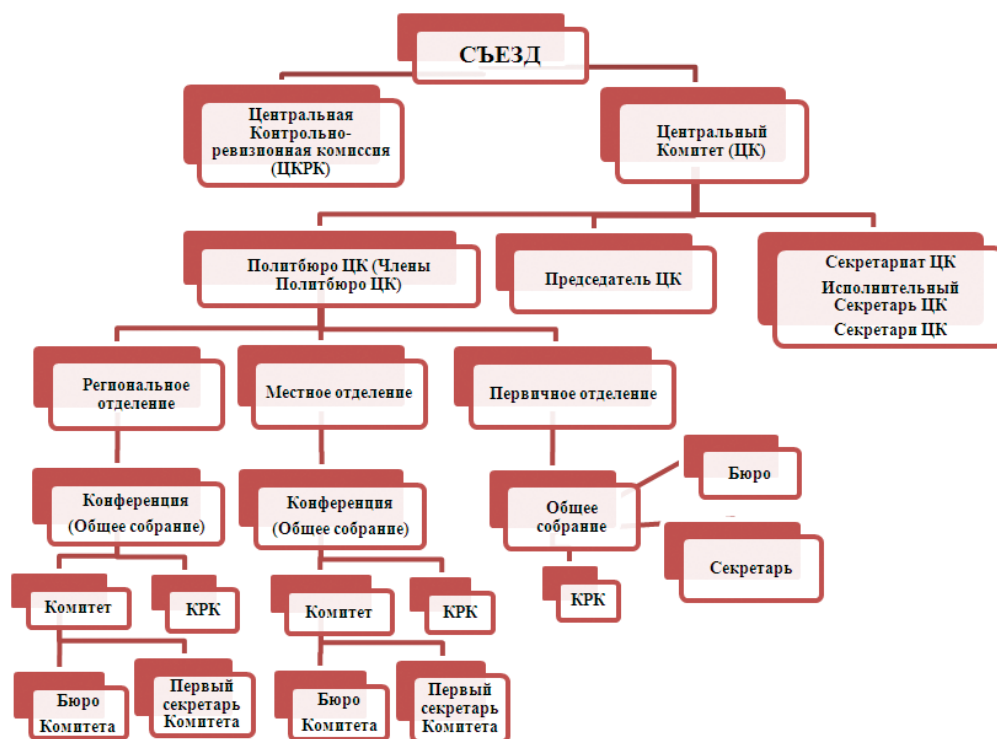 СЪЕЗД
Центральная
Контрольно-
ревизионная комиссия
(ЦКРК)
Центральный
Комитет (ЦК)
Политбюро ЦК (Члены
Политбюро ЦК)
Председатель ЦК
Секретариат ЦК
Исполнительный
Секретарь ЦК
Секретари ЦК
Региональное
отделение
Местное отделение
Первичное отделение
Конференция
(Общее собрание)
Конференция
(Общее собрание)
Общее
собрание
Бюро
Секретарь
Комитет
КРК
Комитет
КРК
КРК
Бюро
Комитета
Первый
секретарь
Комитета
Бюро
Комитета
Первый
секретарь
Комитета